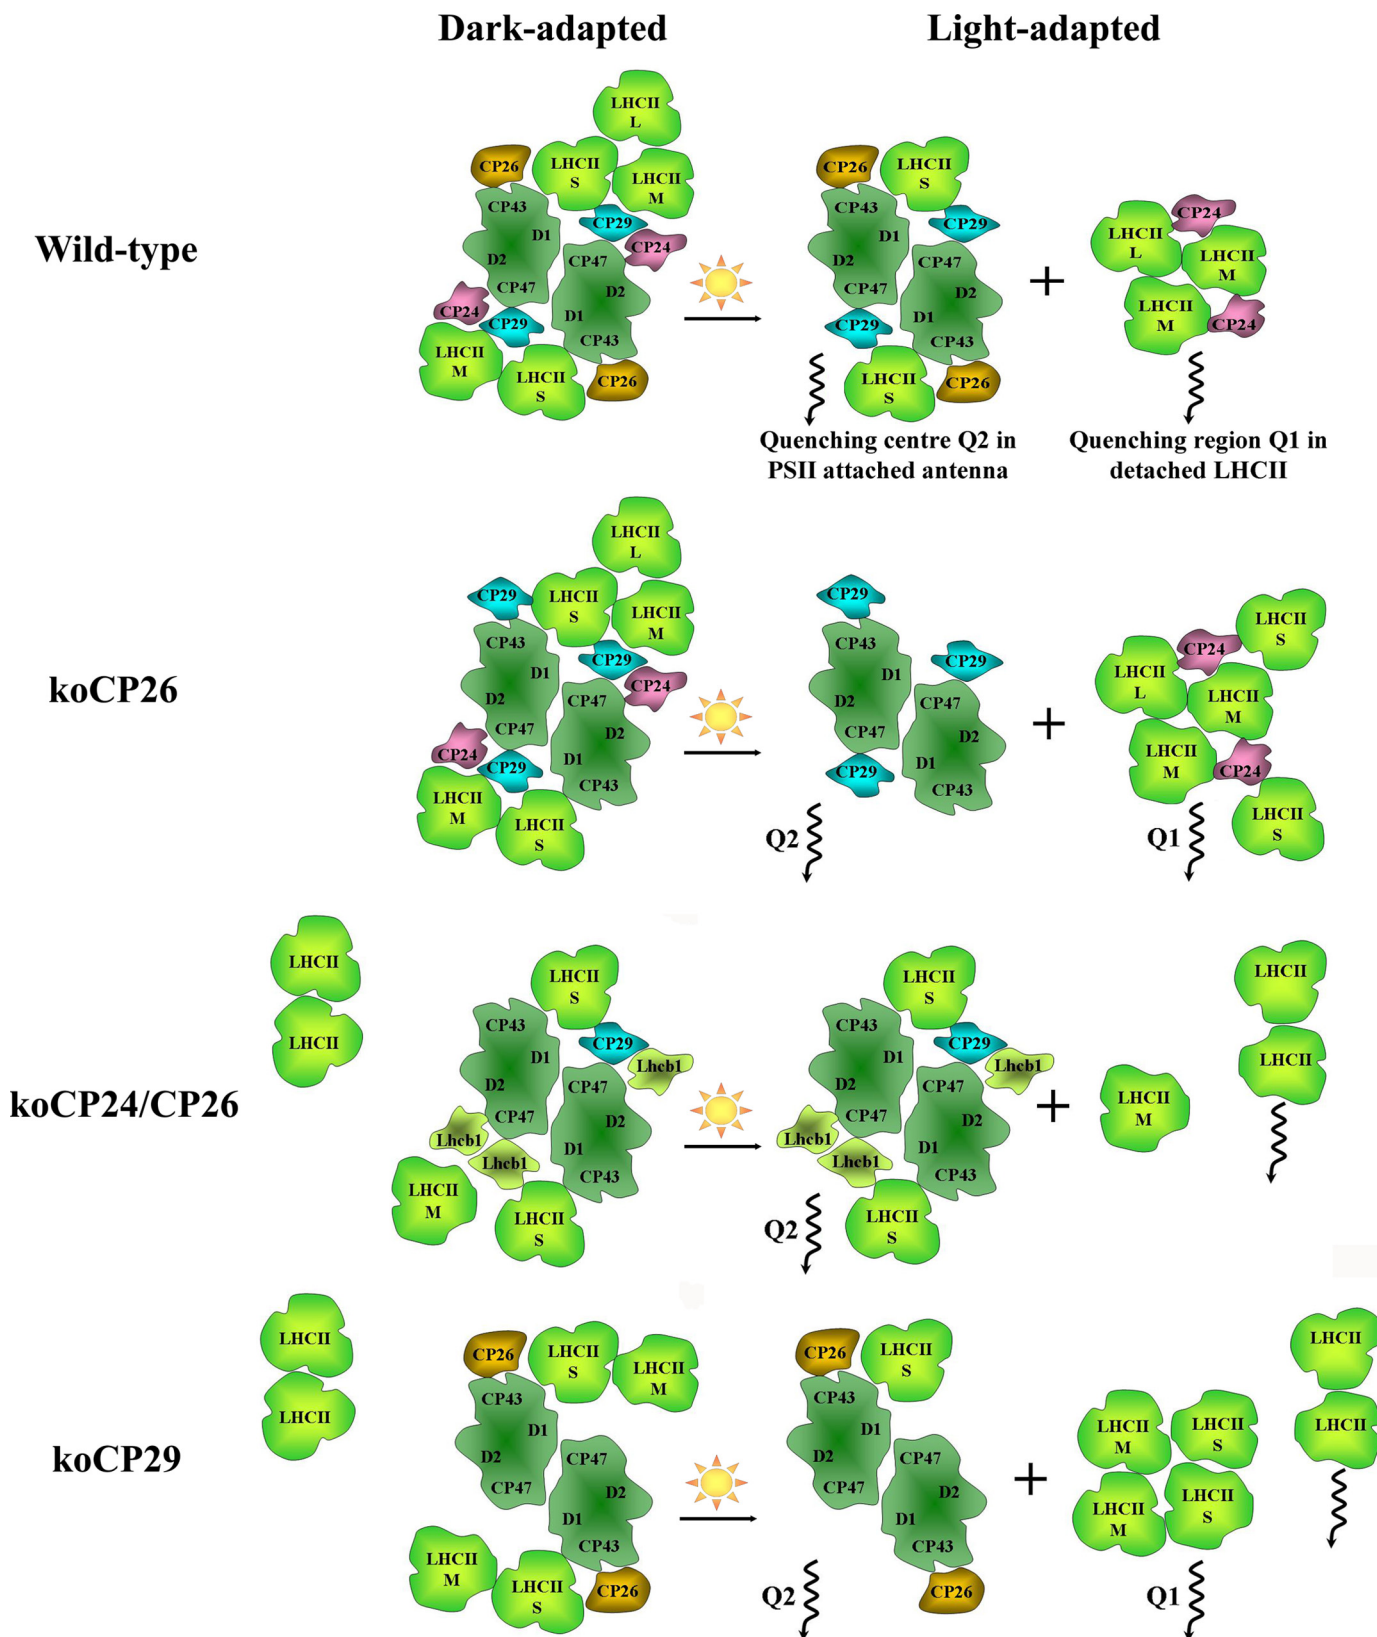 Dark-adapted
Light-adapted
Wild-type
LHCII
L
CP26
LHCII
S
LHCII
M
CP43
D1
CP29
CP24
D2
CP47
CP47
D2
CP24
CP29
D1
CP43
LHCII
M
LHCII
S
CP26
CP26
LHCII
S
CP43
D1
CP29
D2
CP47
CP47
D2
CP29
D1
CP43
LHCII
S
CP26
+
CP24
LHCII
L
LHCII
M
LHCII
M
CP24
Quenching centre Q2 in
PSII attached antenna
Quenching region Q1 in
detached LHCII
koCP26
LHCII
L
CP29
LHCII
S
LHCII
M
CP43
D1
CP29
CP24
D2
CP47
CP47
D2
CP24
CP29
D1
CP43
LHCII
M
LHCII
S
CP29
CP43
D1
CP29
D2
CP47
CP47
D2
CP29
D1
CP43
Q2
+
LHCII
S
CP24
LHCII
L
LHCII
M
LHCII
M
CP24
LHCII
S
Q1
koCP24/CP26
LHCII
LHCII
LHCII
S
CP43
D1
CP29
Lhcb1
D2
CP47
CP47
D2
Lhcb1
Lhcb1
D1
CP43
LHCII
M
LHCII
S
LHCII
S
CP43
D1
CP29
Lhcb1
D2
CP47
CP47
D2
Lhcb1
Lhcb1
D1
CP43
LHCII
S
Q2
+
LHCII
M
LHCII
LHCII
koCP29
LHCII
LHCII
CP26
LHCII
S
LHCII
M
CP43
D1
D2
CP47
CP47
D2
D1
CP43
LHCII
M
LHCII
S
CP26
CP26
LHCII
S
CP43
D1
D2
CP47
CP47
D2
D1
CP43
CP26
Q2
+
LHCII
M
LHCII
S
LHCII
M
LHCII
S
Q1
LHCII
LHCII